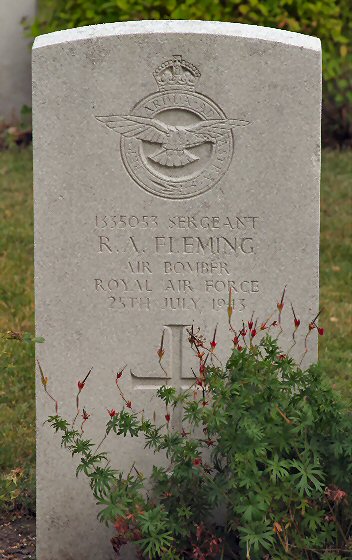 1335053 SERGEANT
R. A. FLEMING
AIR BOMBER
ROYAL AIR FORCE
25TH JULY 1943